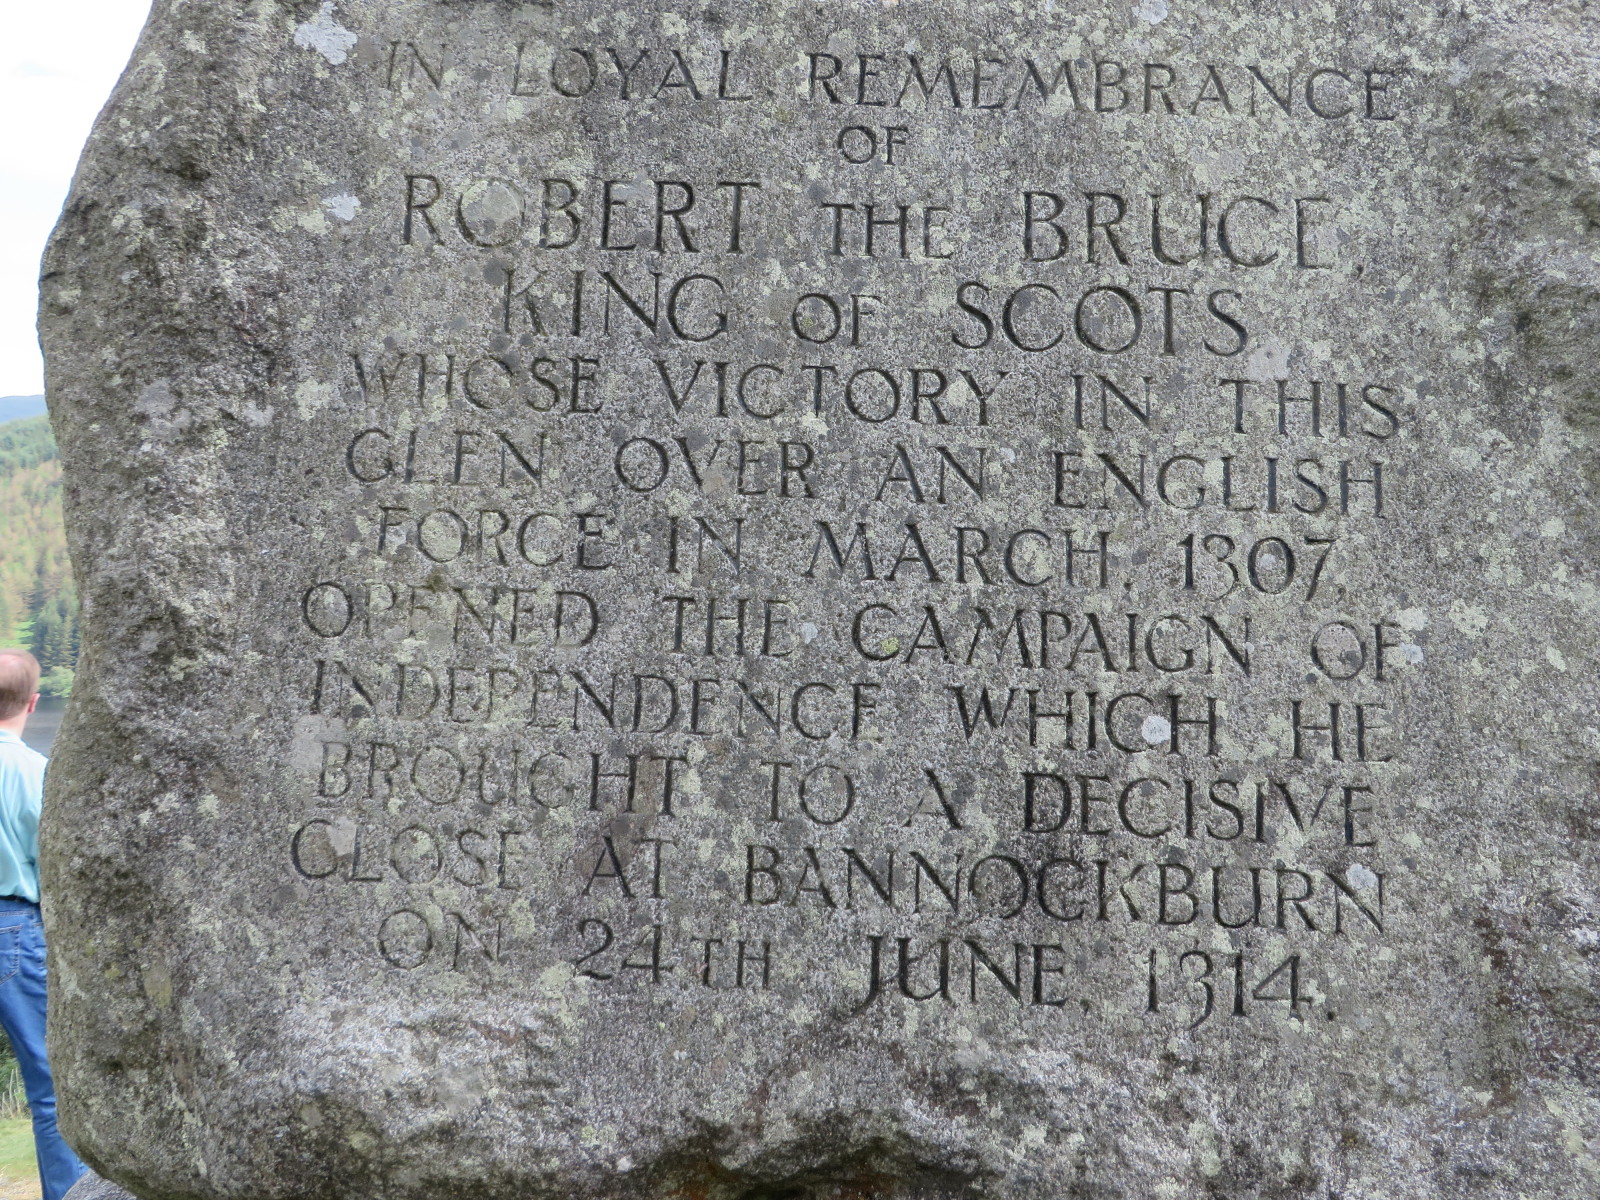 IN LOYAL REMEMBRANCE
OF
ROBERT THE BRUCE
KING OF SCOTS
WHOSE VICTORY IN THIS
GLEN OVER AN ENGLISH
FORCE IN MARCH, 1307,
OPENED THE CAMPAIGN OF
INDEPENDENCE WHICH HE
BROUGHT TO A DECISIVE
CLOSE AT BANNOCKBURN
ON 24TH JUNE, 1314.